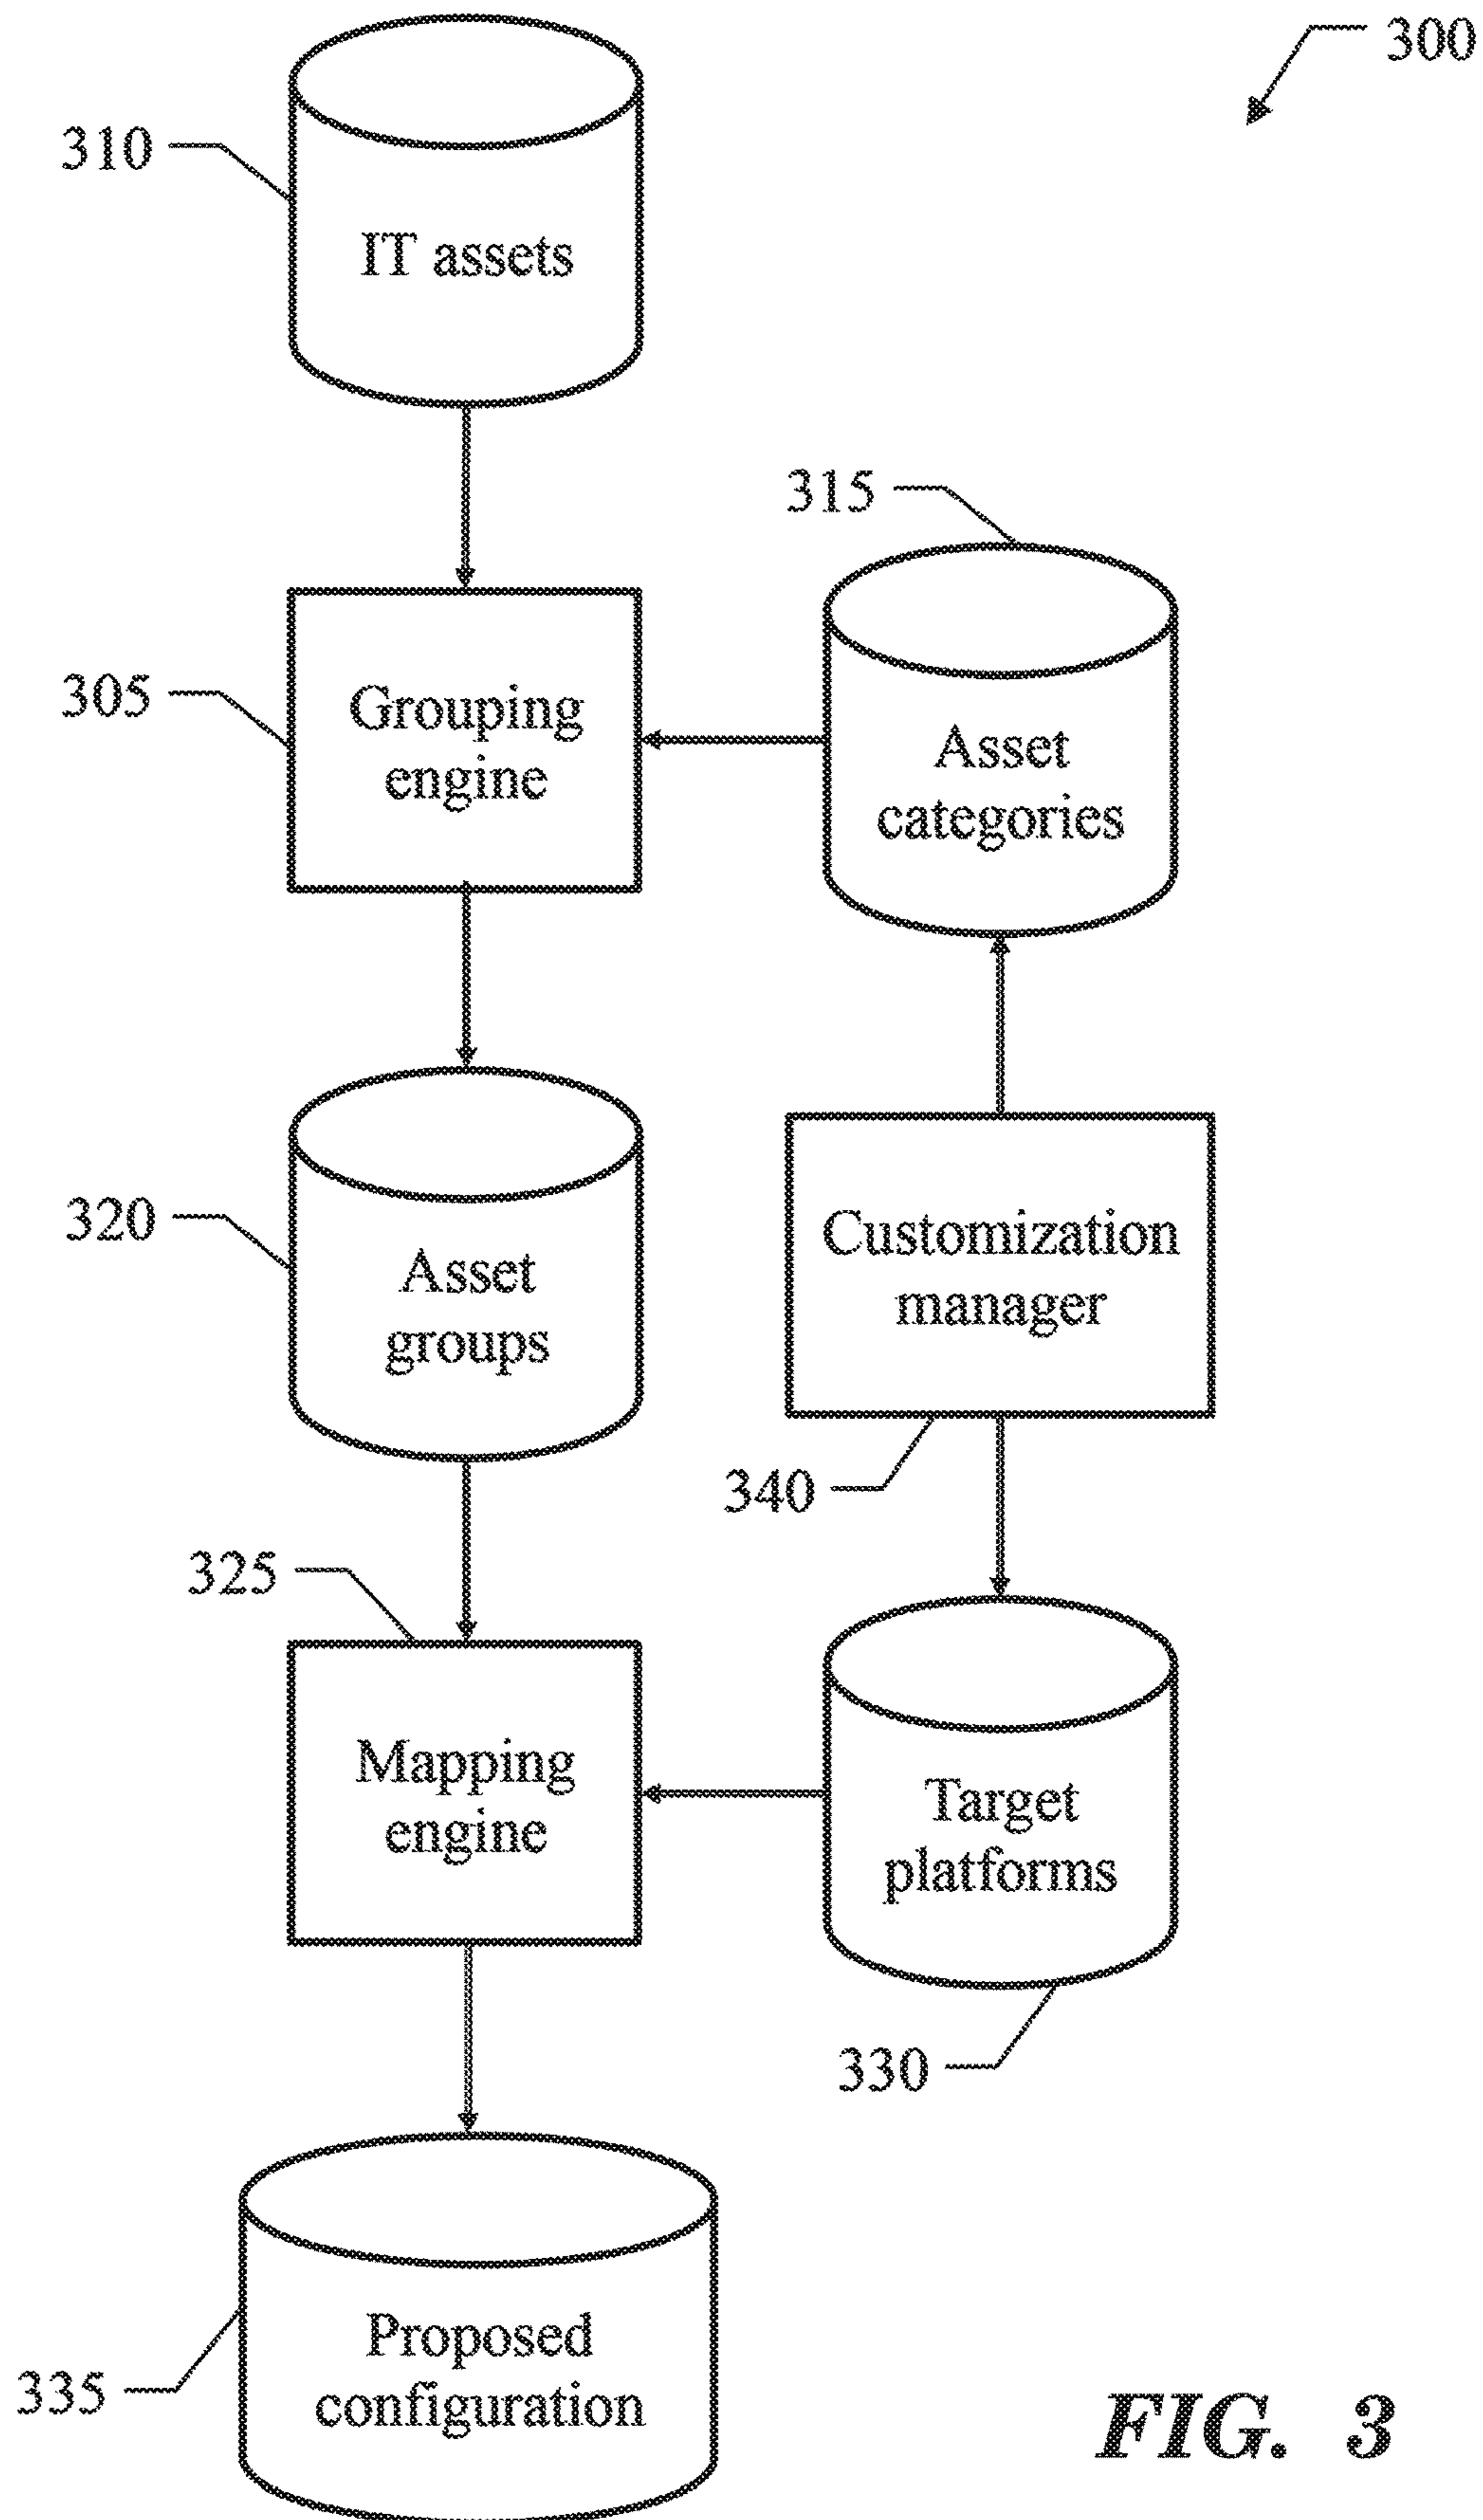 300
310
IT assets
315
305
Grouping
engine
Asset
categories
320
Asset
groups
Customization
manager
340
325
Mapping
engine
Target
platforms
330
335
Proposed
configuration
FIG. 3